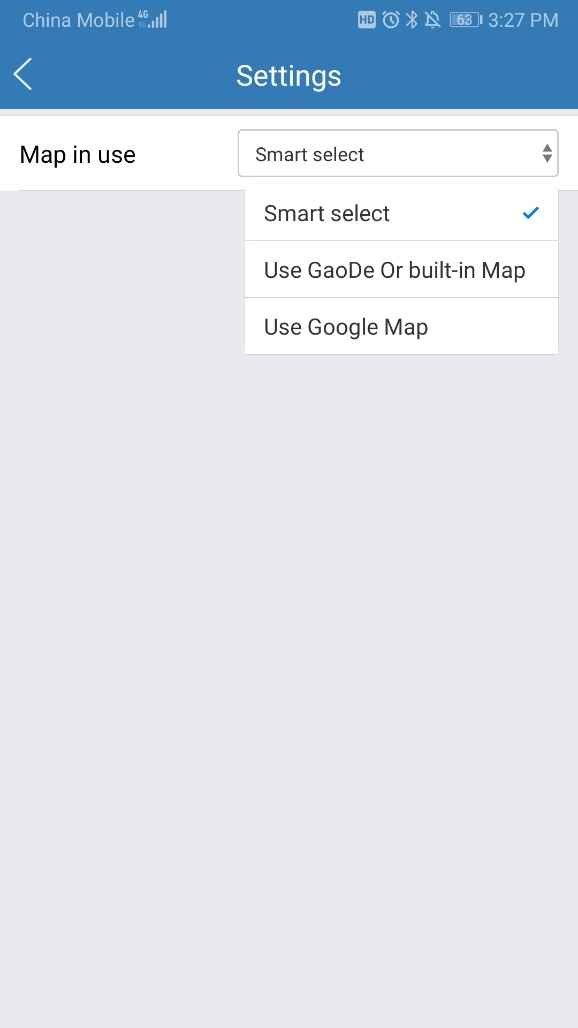 China Mobile 4G HD 63 3:27 PM
Settings
Map in use
Smart select
Smart select
Use GaoDe Or built-in Map
Use Google Map